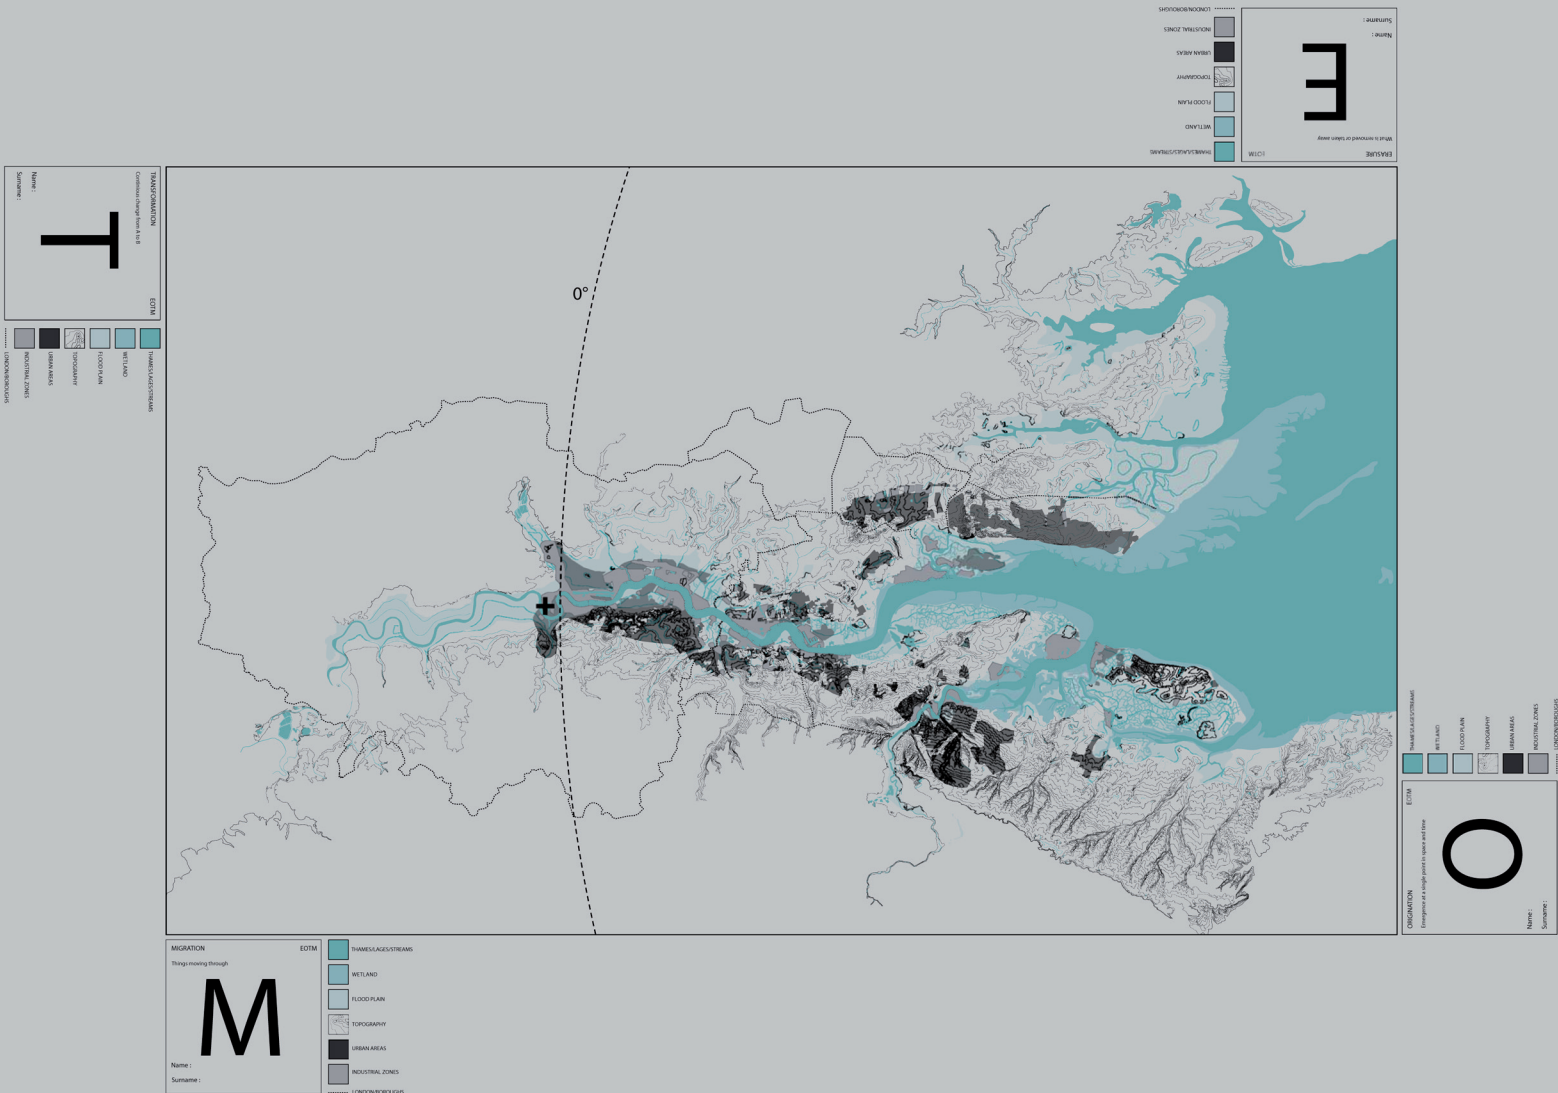 LONDON/BOROUGHS
INDUSTRIAL ZONES
URBAN AREAS
TOPOGRAPHY
FLOOD PLAIN
WETLAND
THAMES/LAGES/STREAMS
ERASURE
EOTM
What is removed or taken away
E
Name :
Surname :
TRANSFORMATION
EOTM
Continous change from A to B
T
Name :
Surname :
THAMES/LAGES/STREAMS
WETLAND
FLOOD PLAIN
TOPOGRAPHY
URBAN AREAS
INDUSTRIAL ZONES
LONDON/BOROUGHS
0°
THAMES/LAGES/STREAMS
WETLAND
FLOOD PLAIN
TOPOGRAPHY
URBAN AREAS
INDUSTRIAL ZONES
LONDON/BOROUGHS
ORIGINATION
EOTM
Emergence at a single point in space and time
O
Name :
Surname :
MIGRATION
EOTM
Things moving through
M
Name :
Surname :
THAMES/LAGES/STREAMS
WETLAND
FLOOD PLAIN
TOPOGRAPHY
URBAN AREAS
INDUSTRIAL ZONES
LONDON/BOROUGHS